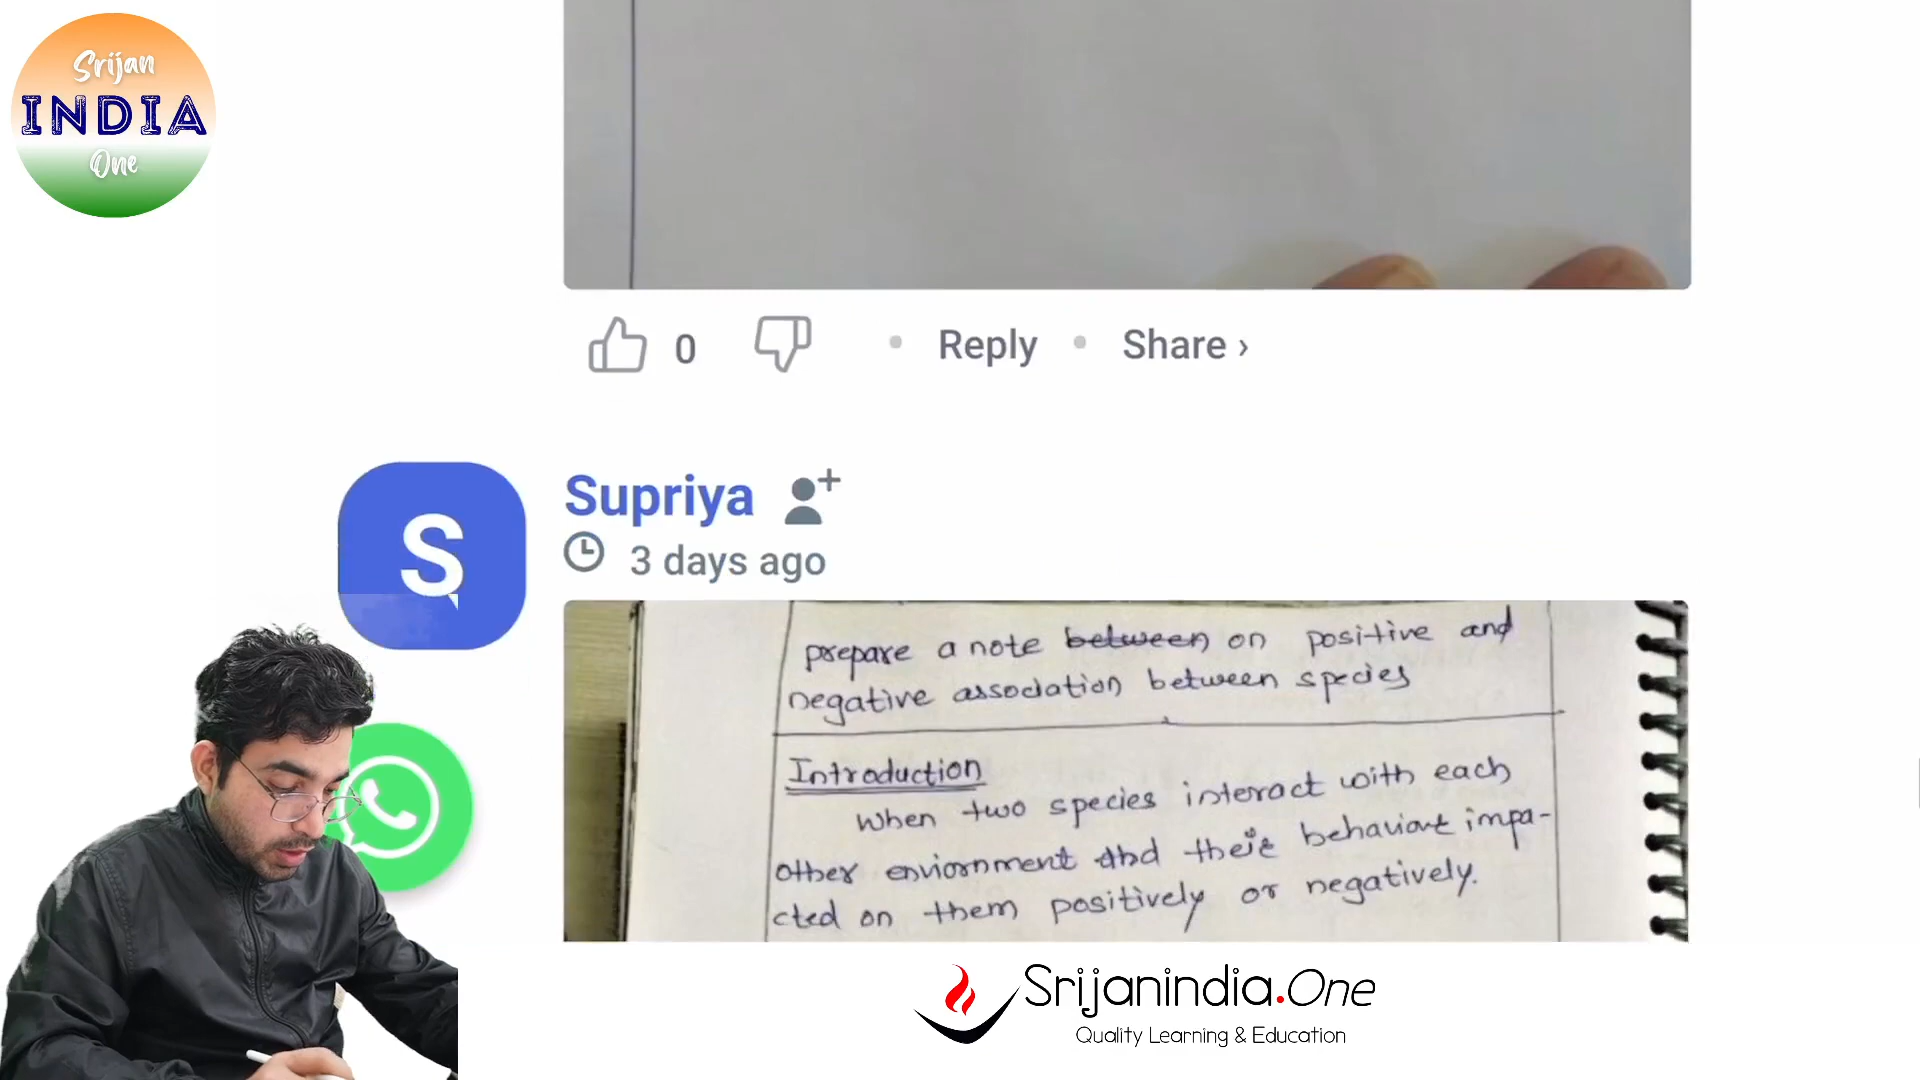 Srijan
INDIA
One
0
Reply
Share ›
S
Supriya
3 days ago
prepare a note between on positive and
negative association between species
Introduction
When two species interact with each
other enviornment and their behaviour impa-
cted on them positively or negatively.
Srijanindia.One
Quality Learning & Education